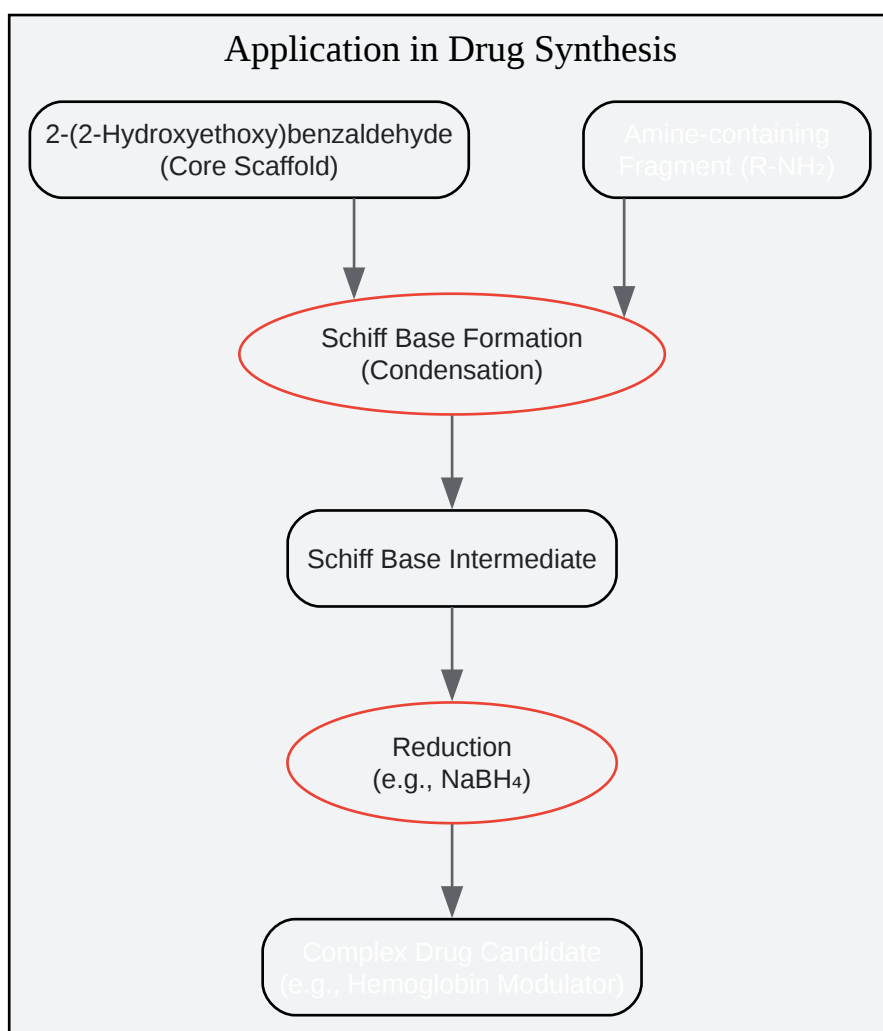 Application in Drug Synthesis
2-(2-Hydroxyethoxy)benzaldehyde
(Core Scaffold)
Amine-containing
Fragment (R-NH₂)
Schiff Base Formation
(Condensation)
Schiff Base Intermediate
Reduction
(e.g., NaBH₄)
Complex Drug Candidate
(e.g., Hemoglobin Modulator)